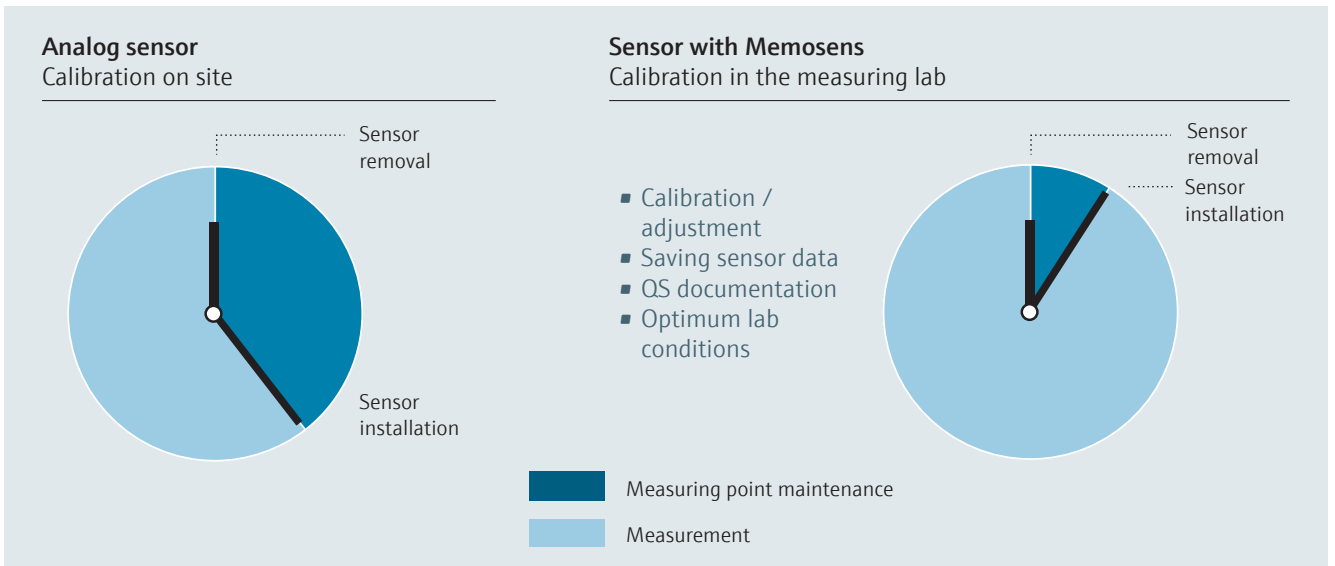 Analog sensor
Calibration on site
Sensor
removal
Sensor
installation
Sensor with Memosens
Calibration in the measuring lab
▪ Calibration /
adjustment
▪ Saving sensor data
▪ QS documentation
▪ Optimum lab
conditions
Sensor
removal
Sensor
installation
Measuring point maintenance
Measurement